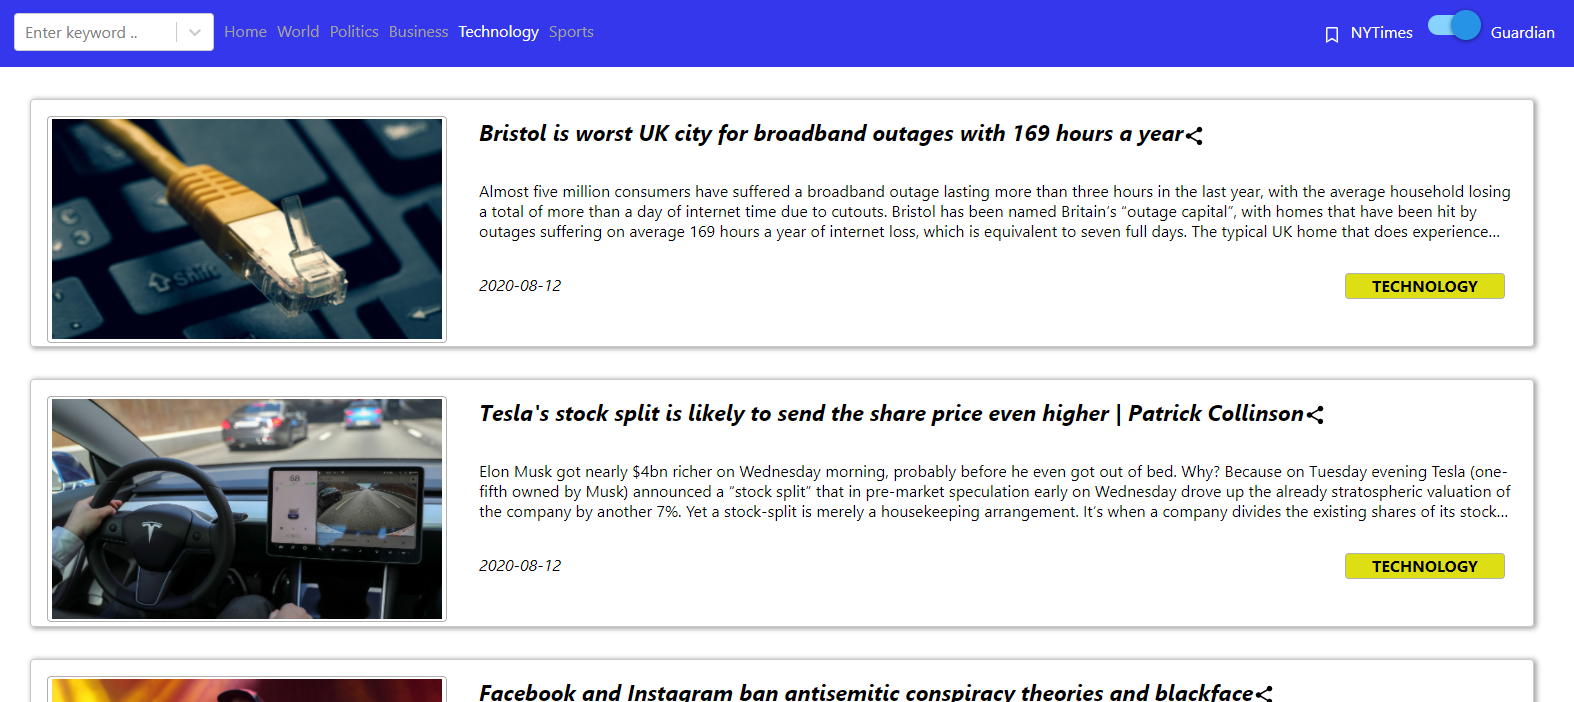 Enter keyword ..
Home World Politics Business Technology Sports
NYTimes Guardian
Bristol is worst UK city for broadband outages with 169 hours a year
Almost five million consumers have suffered a broadband outage lasting more than three hours in the last year, with the average household losing
a total of more than a day of internet time due to cutouts. Bristol has been named Britain’s “outage capital”, with homes that have been hit by
outages suffering on average 169 hours a year of internet loss, which is equivalent to seven full days. The typical UK home that does experience...
2020-08-12
TECHNOLOGY
Shift
Tesla's stock split is likely to send the share price even higher | Patrick Collinson
Elon Musk got nearly $4bn richer on Wednesday morning, probably before he even got out of bed. Why? Because on Tuesday evening Tesla (one-
fifth owned by Musk) announced a “stock split” that in pre-market speculation early on Wednesday drove up the already stratospheric valuation of
the company by another 7%. Yet a stock-split is merely a housekeeping arrangement. It’s when a company divides the existing shares of its stock...
2020-08-12
TECHNOLOGY
Facebook and Instagram ban antisemitic conspiracy theories and blackface